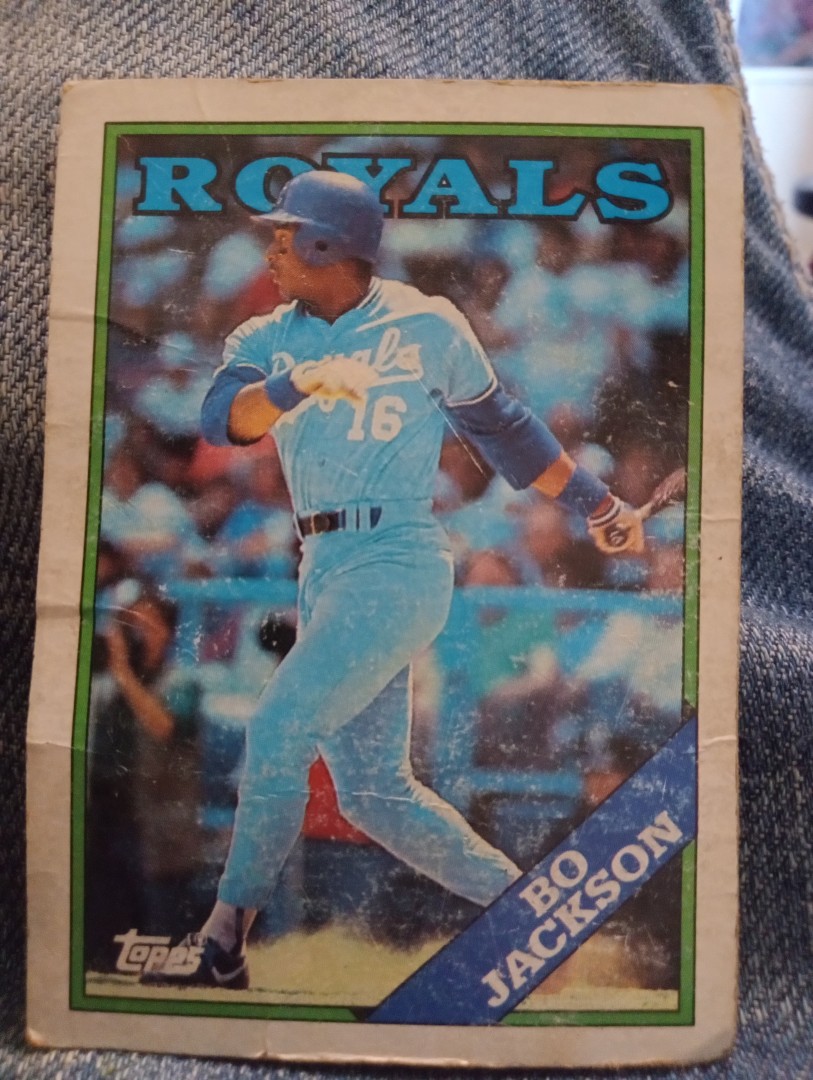 ROYALS
Royals
16
BO
JACKSON
Topps